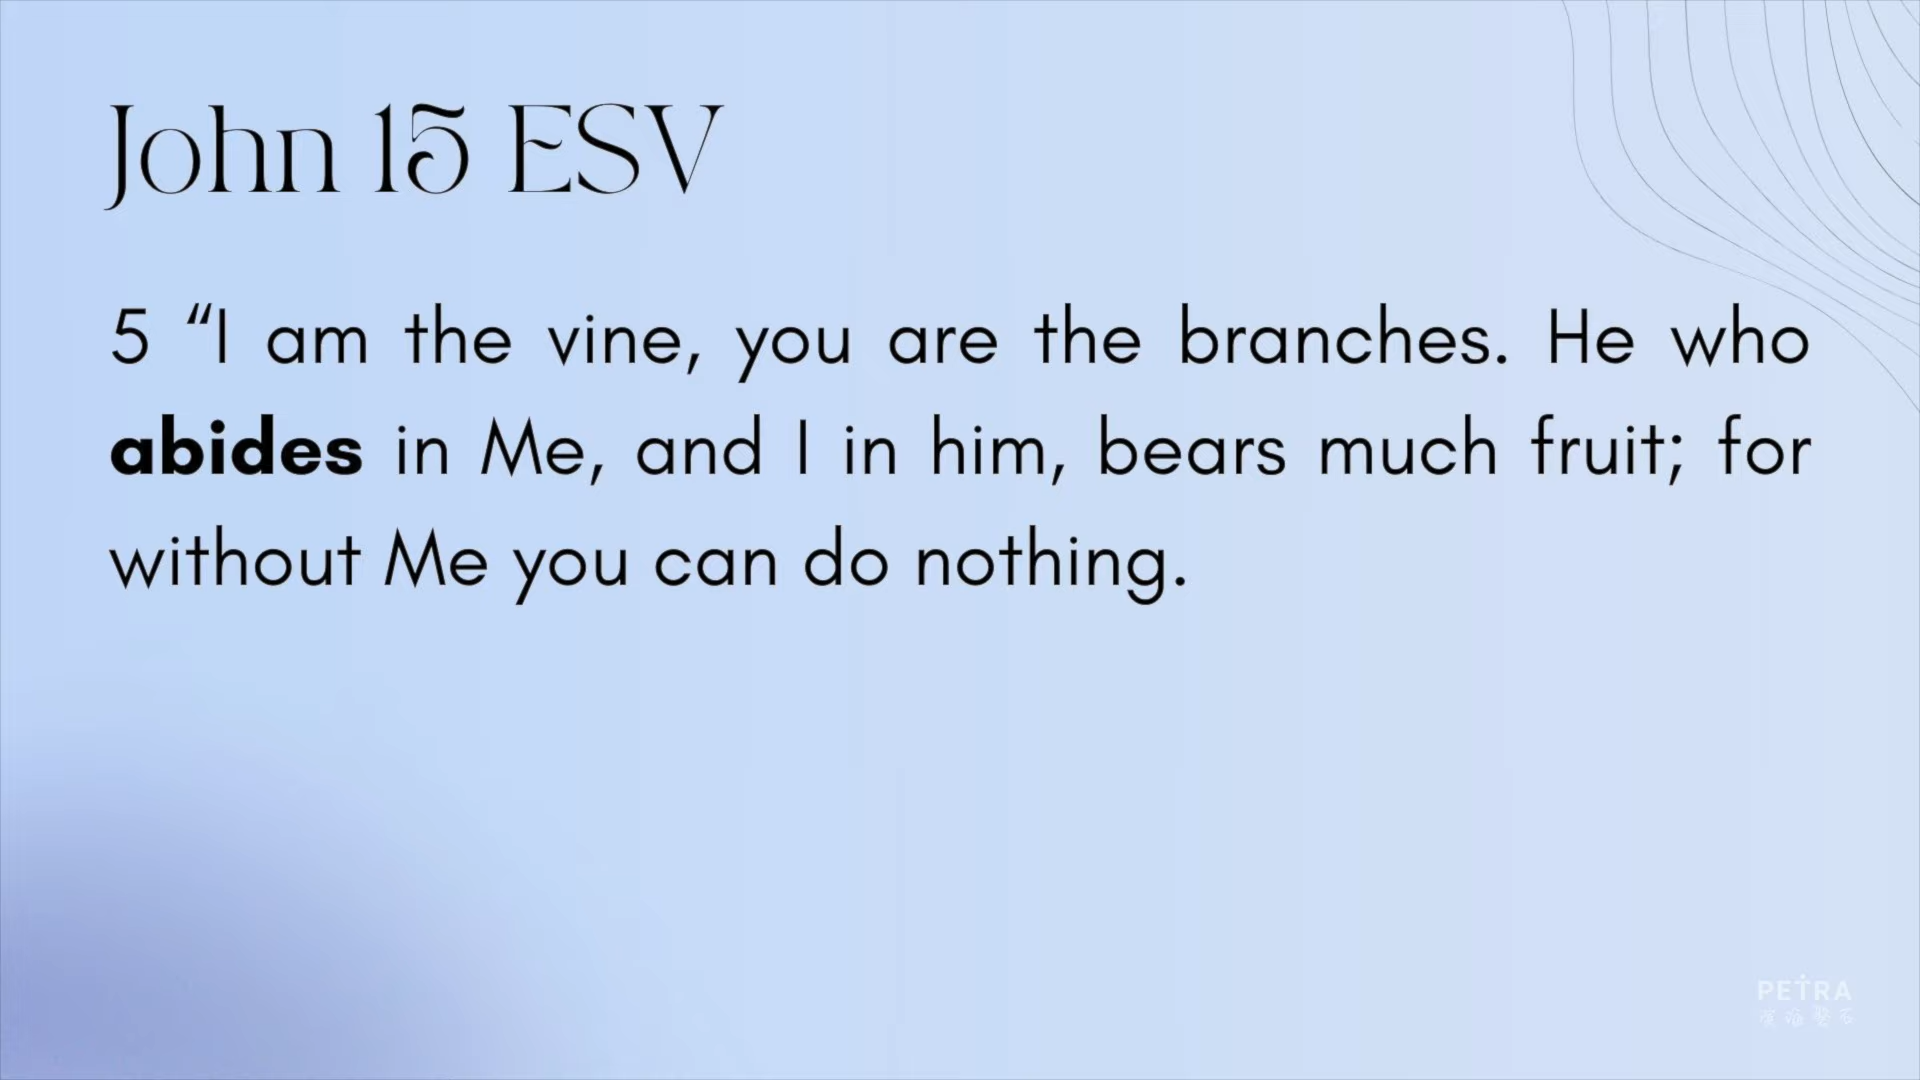 John 15 ESV
5 “I am the vine, you are the branches. He who
abides in Me, and I in him, bears much fruit; for
without Me you can do nothing.
PETRA